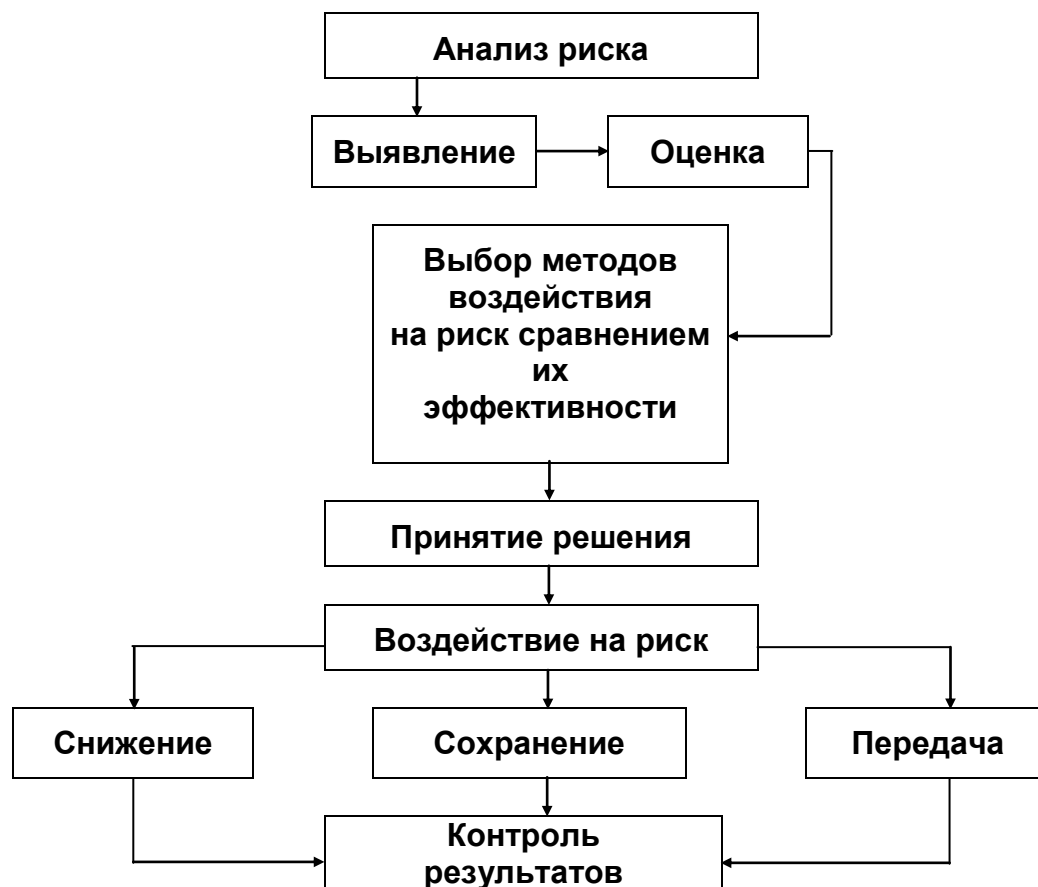 Анализ риска
Выявление
Оценка
Выбор методов
воздействия
на риск сравнением
их
эффективности
Принятие решения
Воздействие на риск
Снижение
Сохранение
Передача
Контроль
результатов